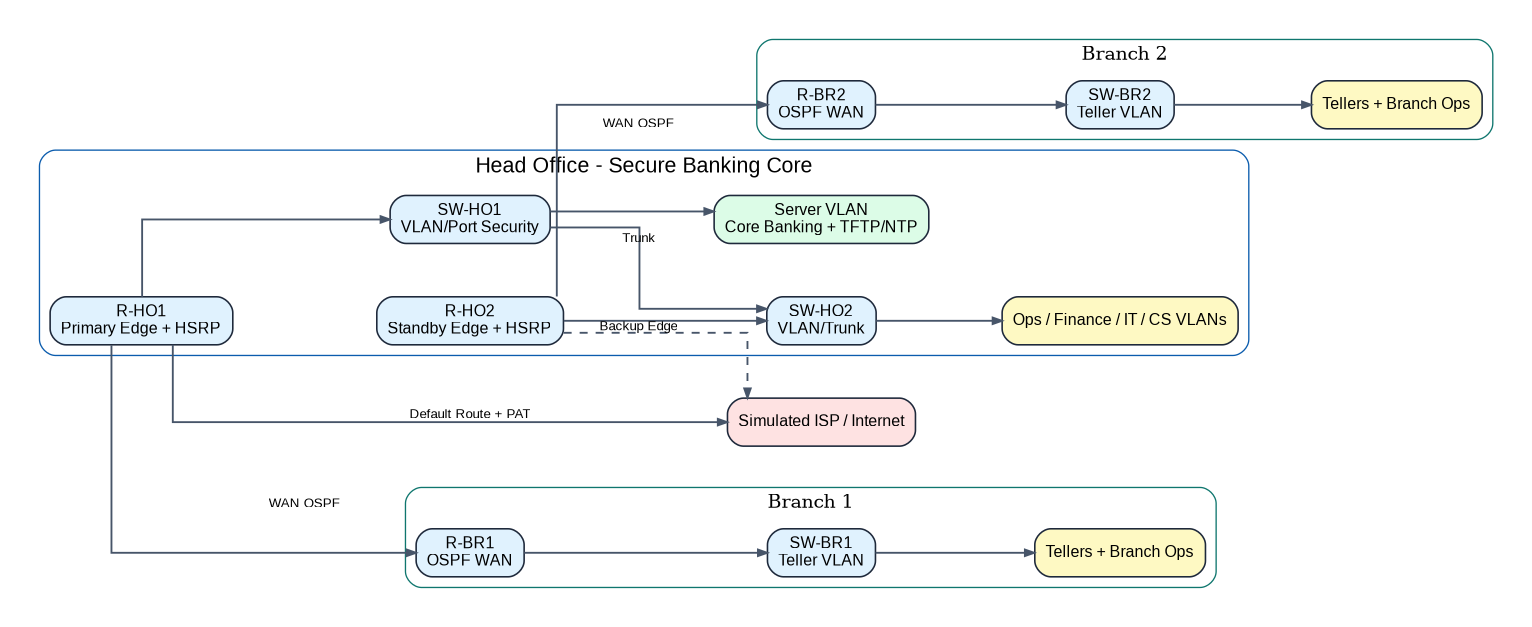 Branch 2
R-BR2
OSPF WAN
SW-BR2
Teller VLAN
Tellers + Branch Ops
WAN OSPF
Head Office - Secure Banking Core
SW-HO1
VLAN/Port Security
Server VLAN
Core Banking + TFTP/NTP
Trunk
R-HO1
Primary Edge + HSRP
R-HO2
Standby Edge + HSRP
Backup Edge
SW-HO2
VLAN/Trunk
Ops / Finance / IT / CS VLANs
Default Route + PAT
Simulated ISP / Internet
WAN OSPF
Branch 1
R-BR1
OSPF WAN
SW-BR1
Teller VLAN
Tellers + Branch Ops